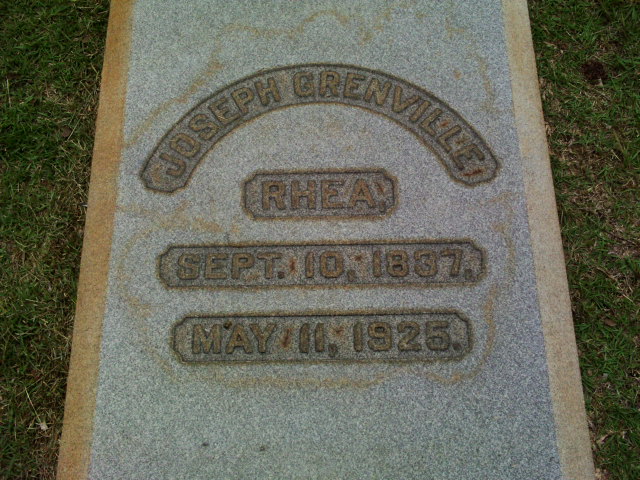 JOSEPH GRENVILLE
RHEA
SEPT. 10. 1837.
MAY 11, 1925.